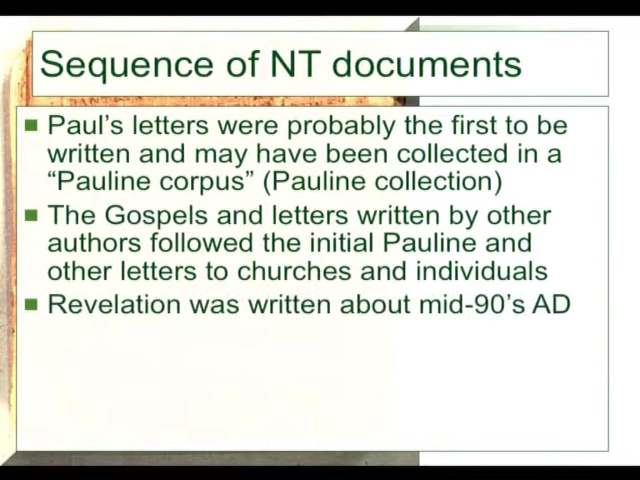 Sequence of NT documents
Paul's letters were probably the first to be
written and may have been collected in a
“Pauline corpus” (Pauline collection)
The Gospels and letters written by other
authors followed the initial Pauline and
other letters to churches and individuals
Revelation was written about mid-90's AD